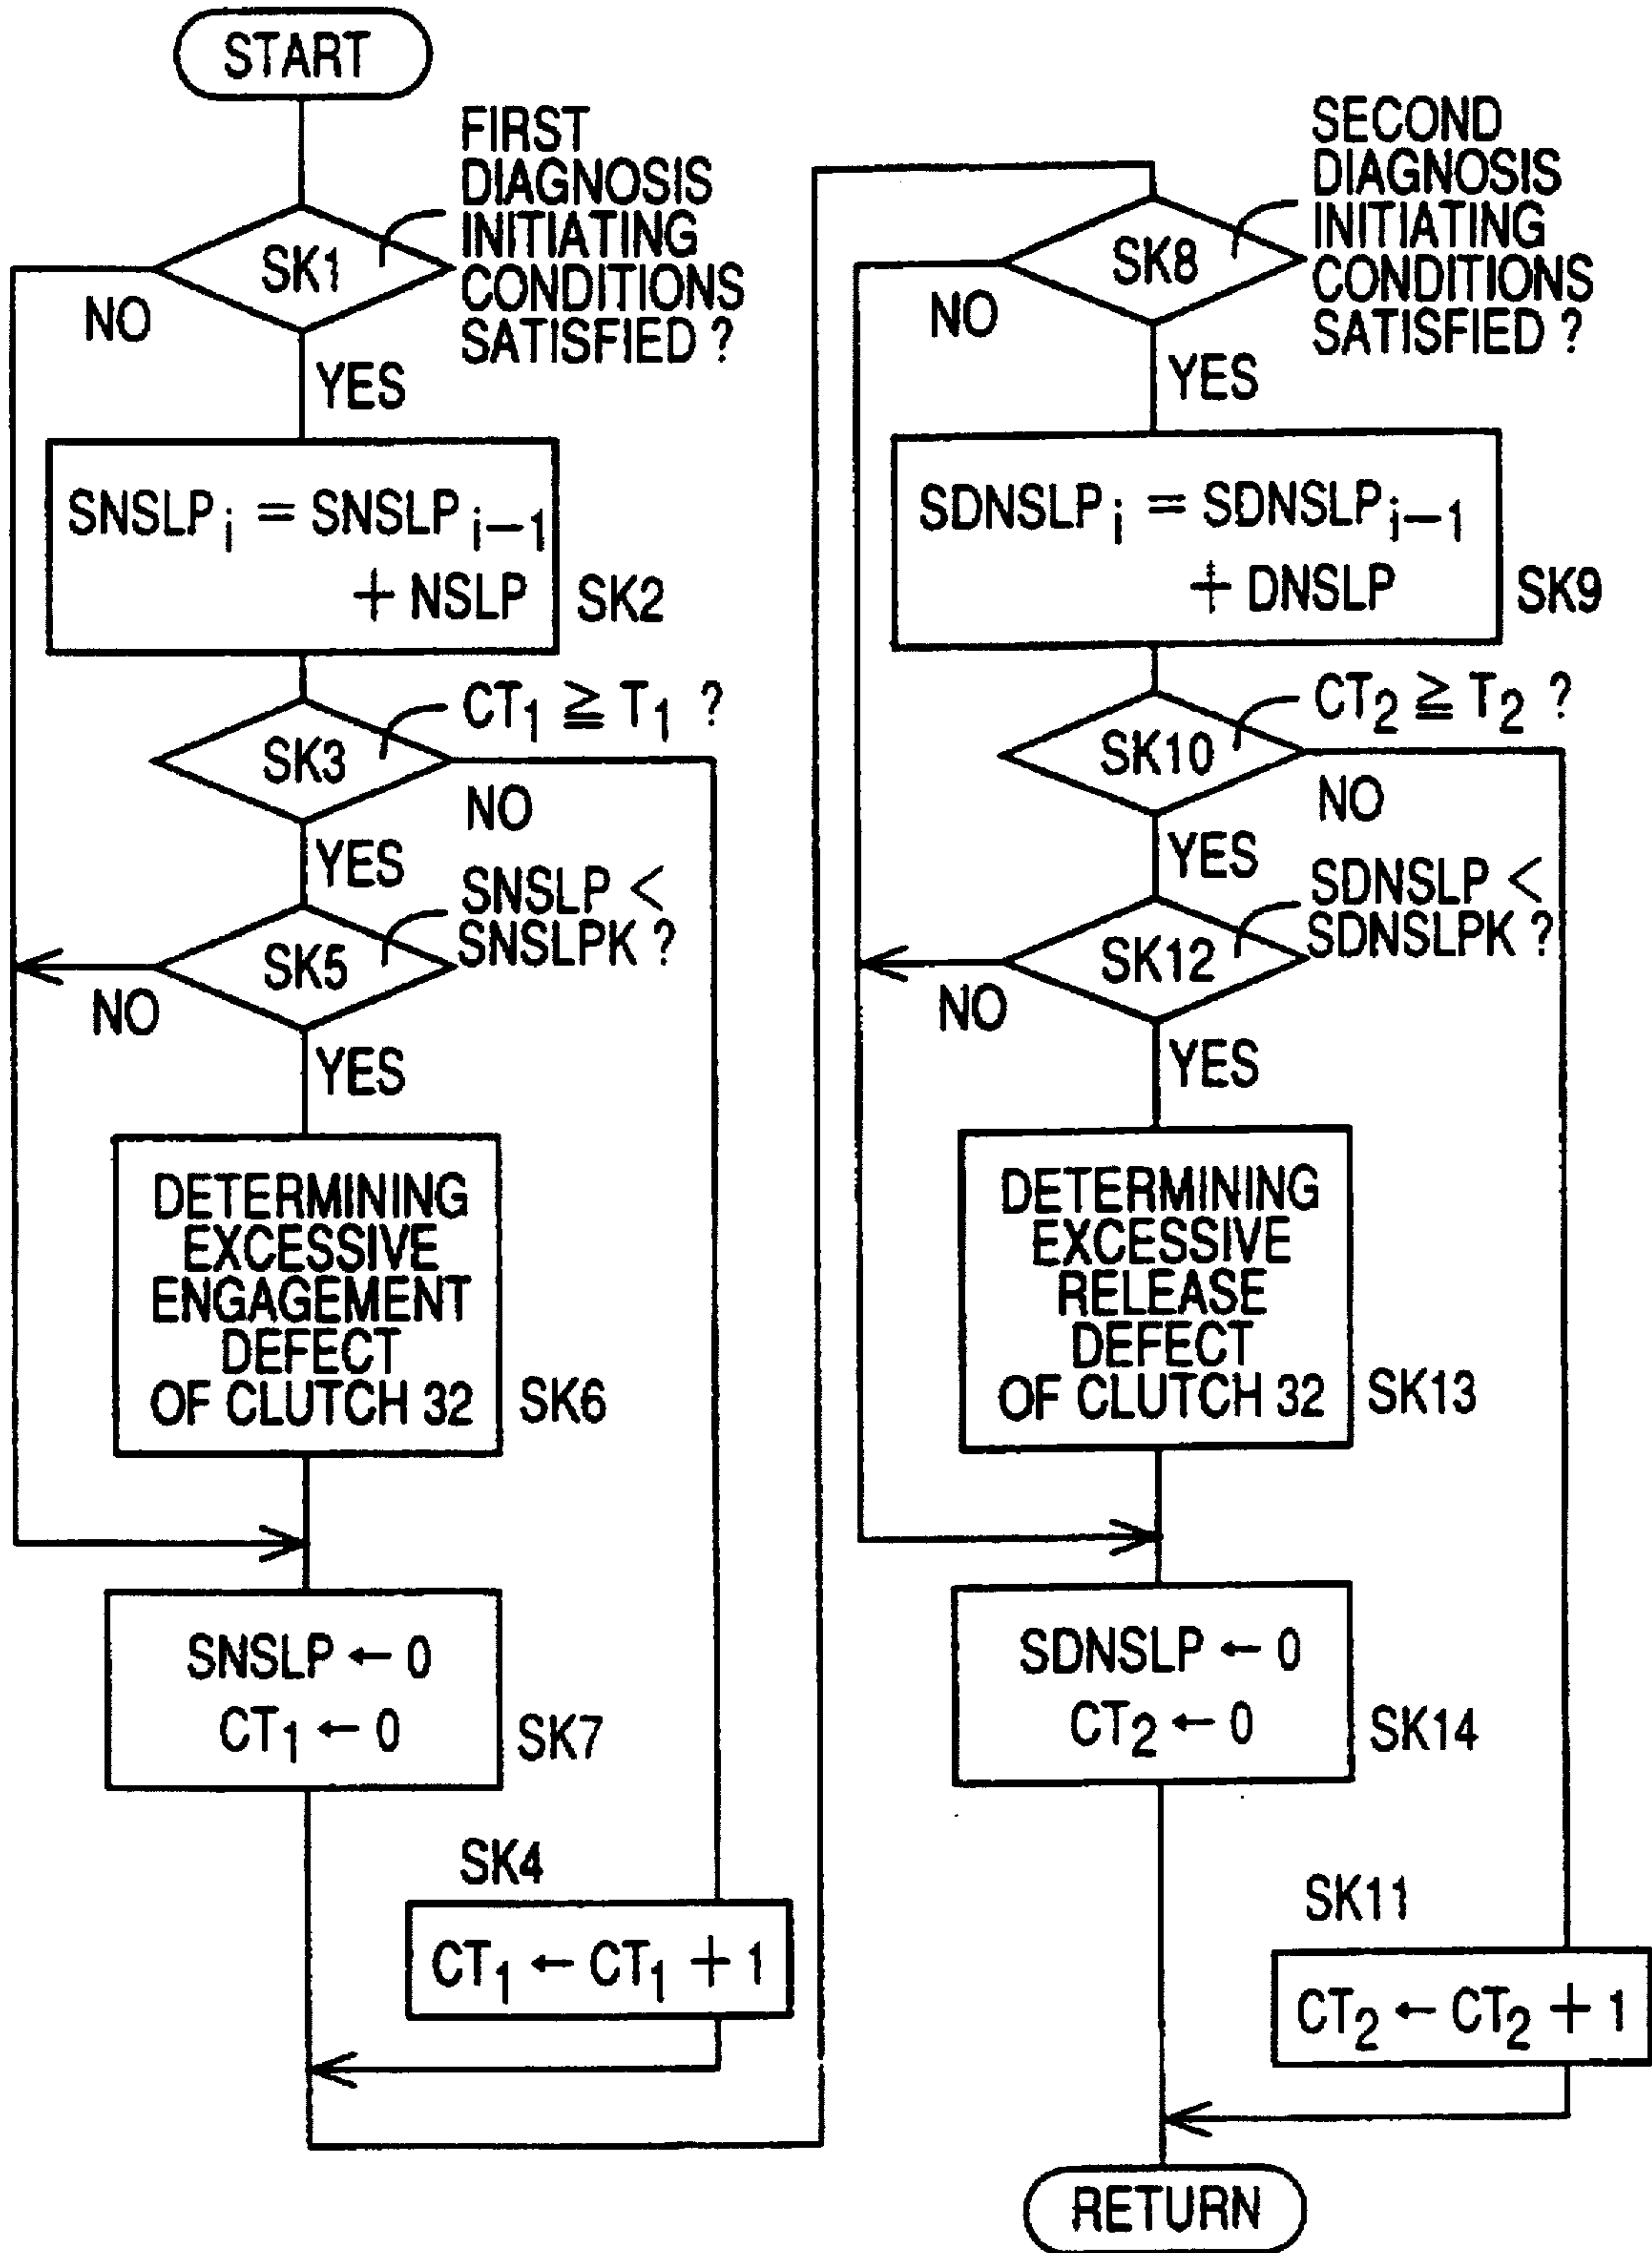 START
FIRST
DIAGNOSIS
INITIATING
CONDITIONS
SATISFIED ?
SK1
NO
YES
SNSLPi = SNSLPi−1
+ NSLP
SK2
CT1 ≧ T1 ?
SK3
NO
YES
SNSLP <
SNSLPK ?
SK5
NO
YES
DETERMINING
EXCESSIVE
ENGAGEMENT
DEFECT
OF CLUTCH 32
SK6
SNSLP ← 0
CT1 ← 0
SK7
SK4
CT1 ← CT1 + 1
SECOND
DIAGNOSIS
INITIATING
CONDITIONS
SATISFIED ?
SK8
NO
YES
SDNSLPi = SDNSLPi−1
+ DNSLP
SK9
CT2 ≧ T2 ?
SK10
NO
YES
SDNSLP <
SDNSLPK ?
SK12
NO
YES
DETERMINING
EXCESSIVE
RELEASE
DEFECT
OF CLUTCH 32
SK13
SDNSLP ← 0
CT2 ← 0
SK14
SK11
CT2 ← CT2 + 1
RETURN